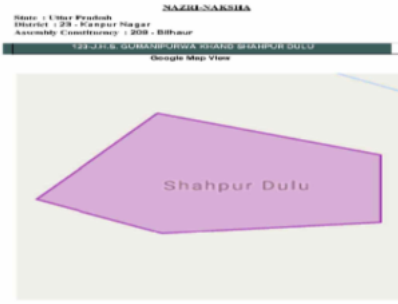 NAZRI-NAKSHA
State : Uttar Pradesh
District : 29 - Kanpur Nagar
Assembly Constituency : 209 - Bilhaur
123-J.H.S. GUMANIPURWA KHAND SHAHPUR DULU
Google Map View
Shahpur Dulu